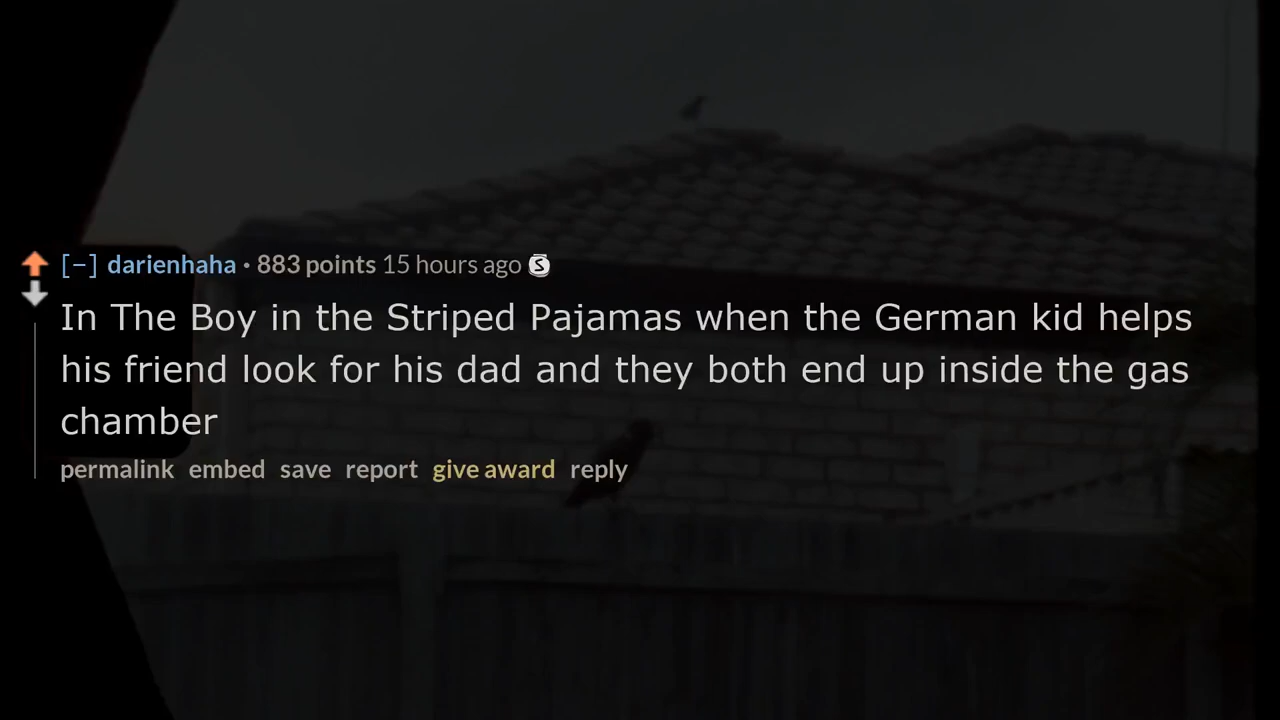 [–] darienhaha • 883 points 15 hours ago S
In The Boy in the Striped Pajamas when the German kid helps
his friend look for his dad and they both end up inside the gas
chamber
permalink embed save report give award reply